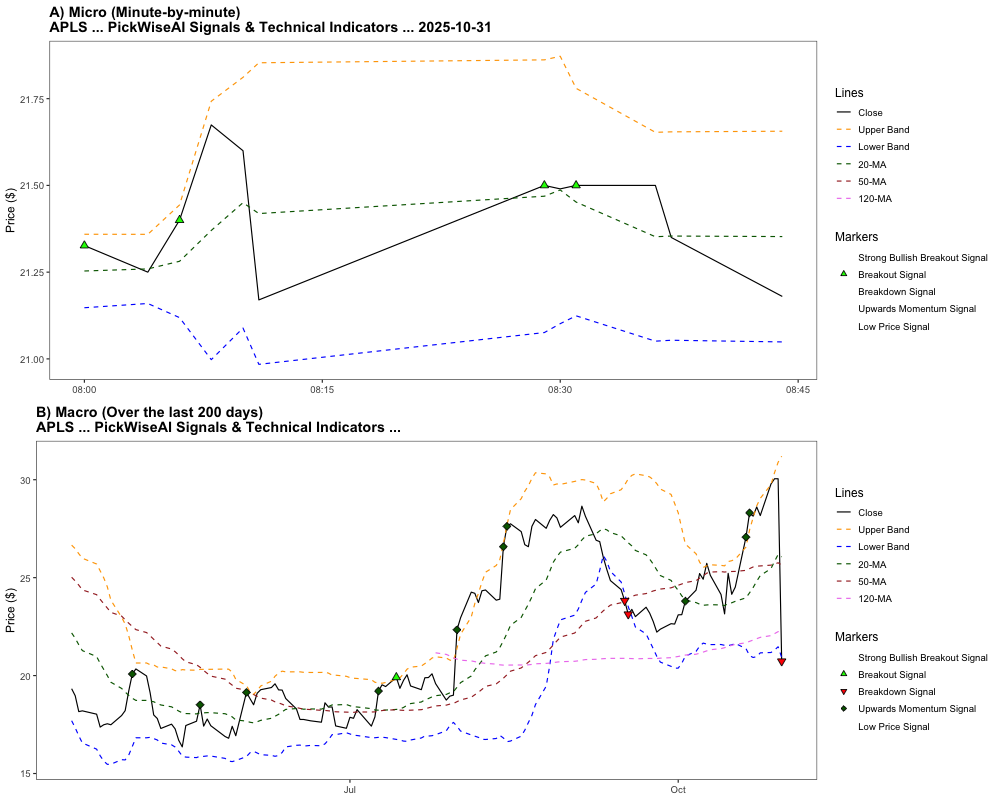 A) Micro (Minute-by-minute)
APLS ... PickWiseAI Signals & Technical Indicators ... 2025-10-31
Price ($)
21.75
21.50
21.25
21.00
08:00
08:15
08:30
08:45
Lines
Close
Upper Band
Lower Band
20-MA
50-MA
120-MA
Markers
Strong Bullish Breakout Signal
Breakout Signal
Breakdown Signal
Upwards Momentum Signal
Low Price Signal
B) Macro (Over the last 200 days)
APLS ... PickWiseAI Signals & Technical Indicators ...
Price ($)
30
25
20
15
Jul
Oct
Lines
Close
Upper Band
Lower Band
20-MA
50-MA
120-MA
Markers
Strong Bullish Breakout Signal
Breakout Signal
Breakdown Signal
Upwards Momentum Signal
Low Price Signal